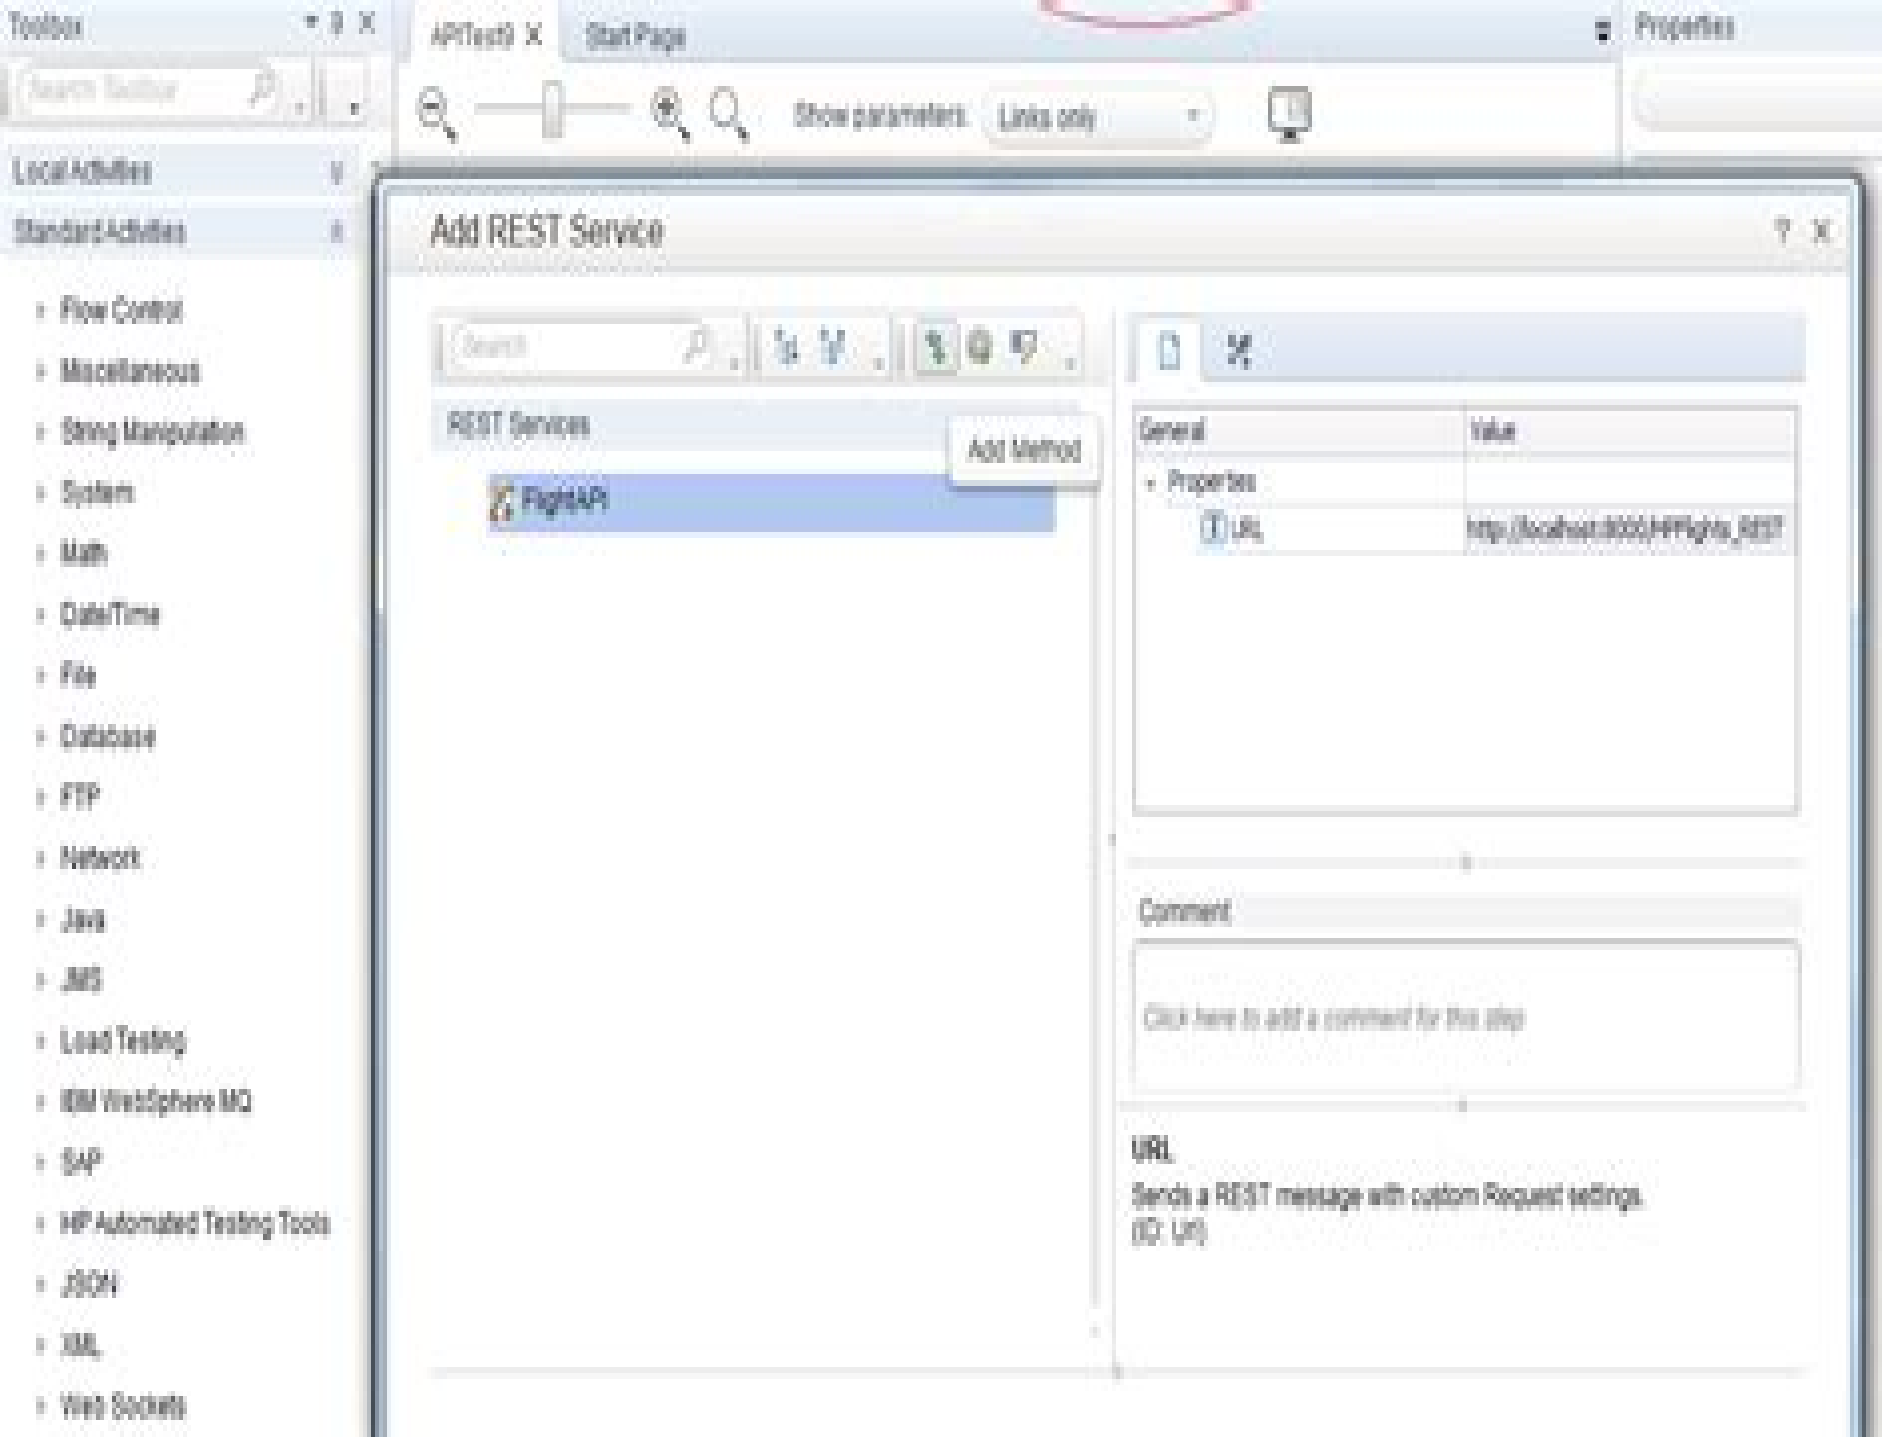 Toolbox
APITest9 X
Start Page
Properties
Search Toolbox
Show parameters
Links only
Local Activities
Standard Activities
Flow Control
Miscellaneous
String Manipulation
System
Math
Date/Time
File
Database
FTP
Network
Java
JMS
Load Testing
IBM WebSphere MQ
SAP
HP Automated Testing Tools
JSON
XML
Web Sockets
Add REST Service
? X
Search
REST Services
Add Method
FlightAPI
General
Value
Properties
URL
http://localhost:8000/HPFlights_REST
Comment
Click here to add a comment for this step
URL
Sends a REST message with custom Request settings.
(ID: Url)